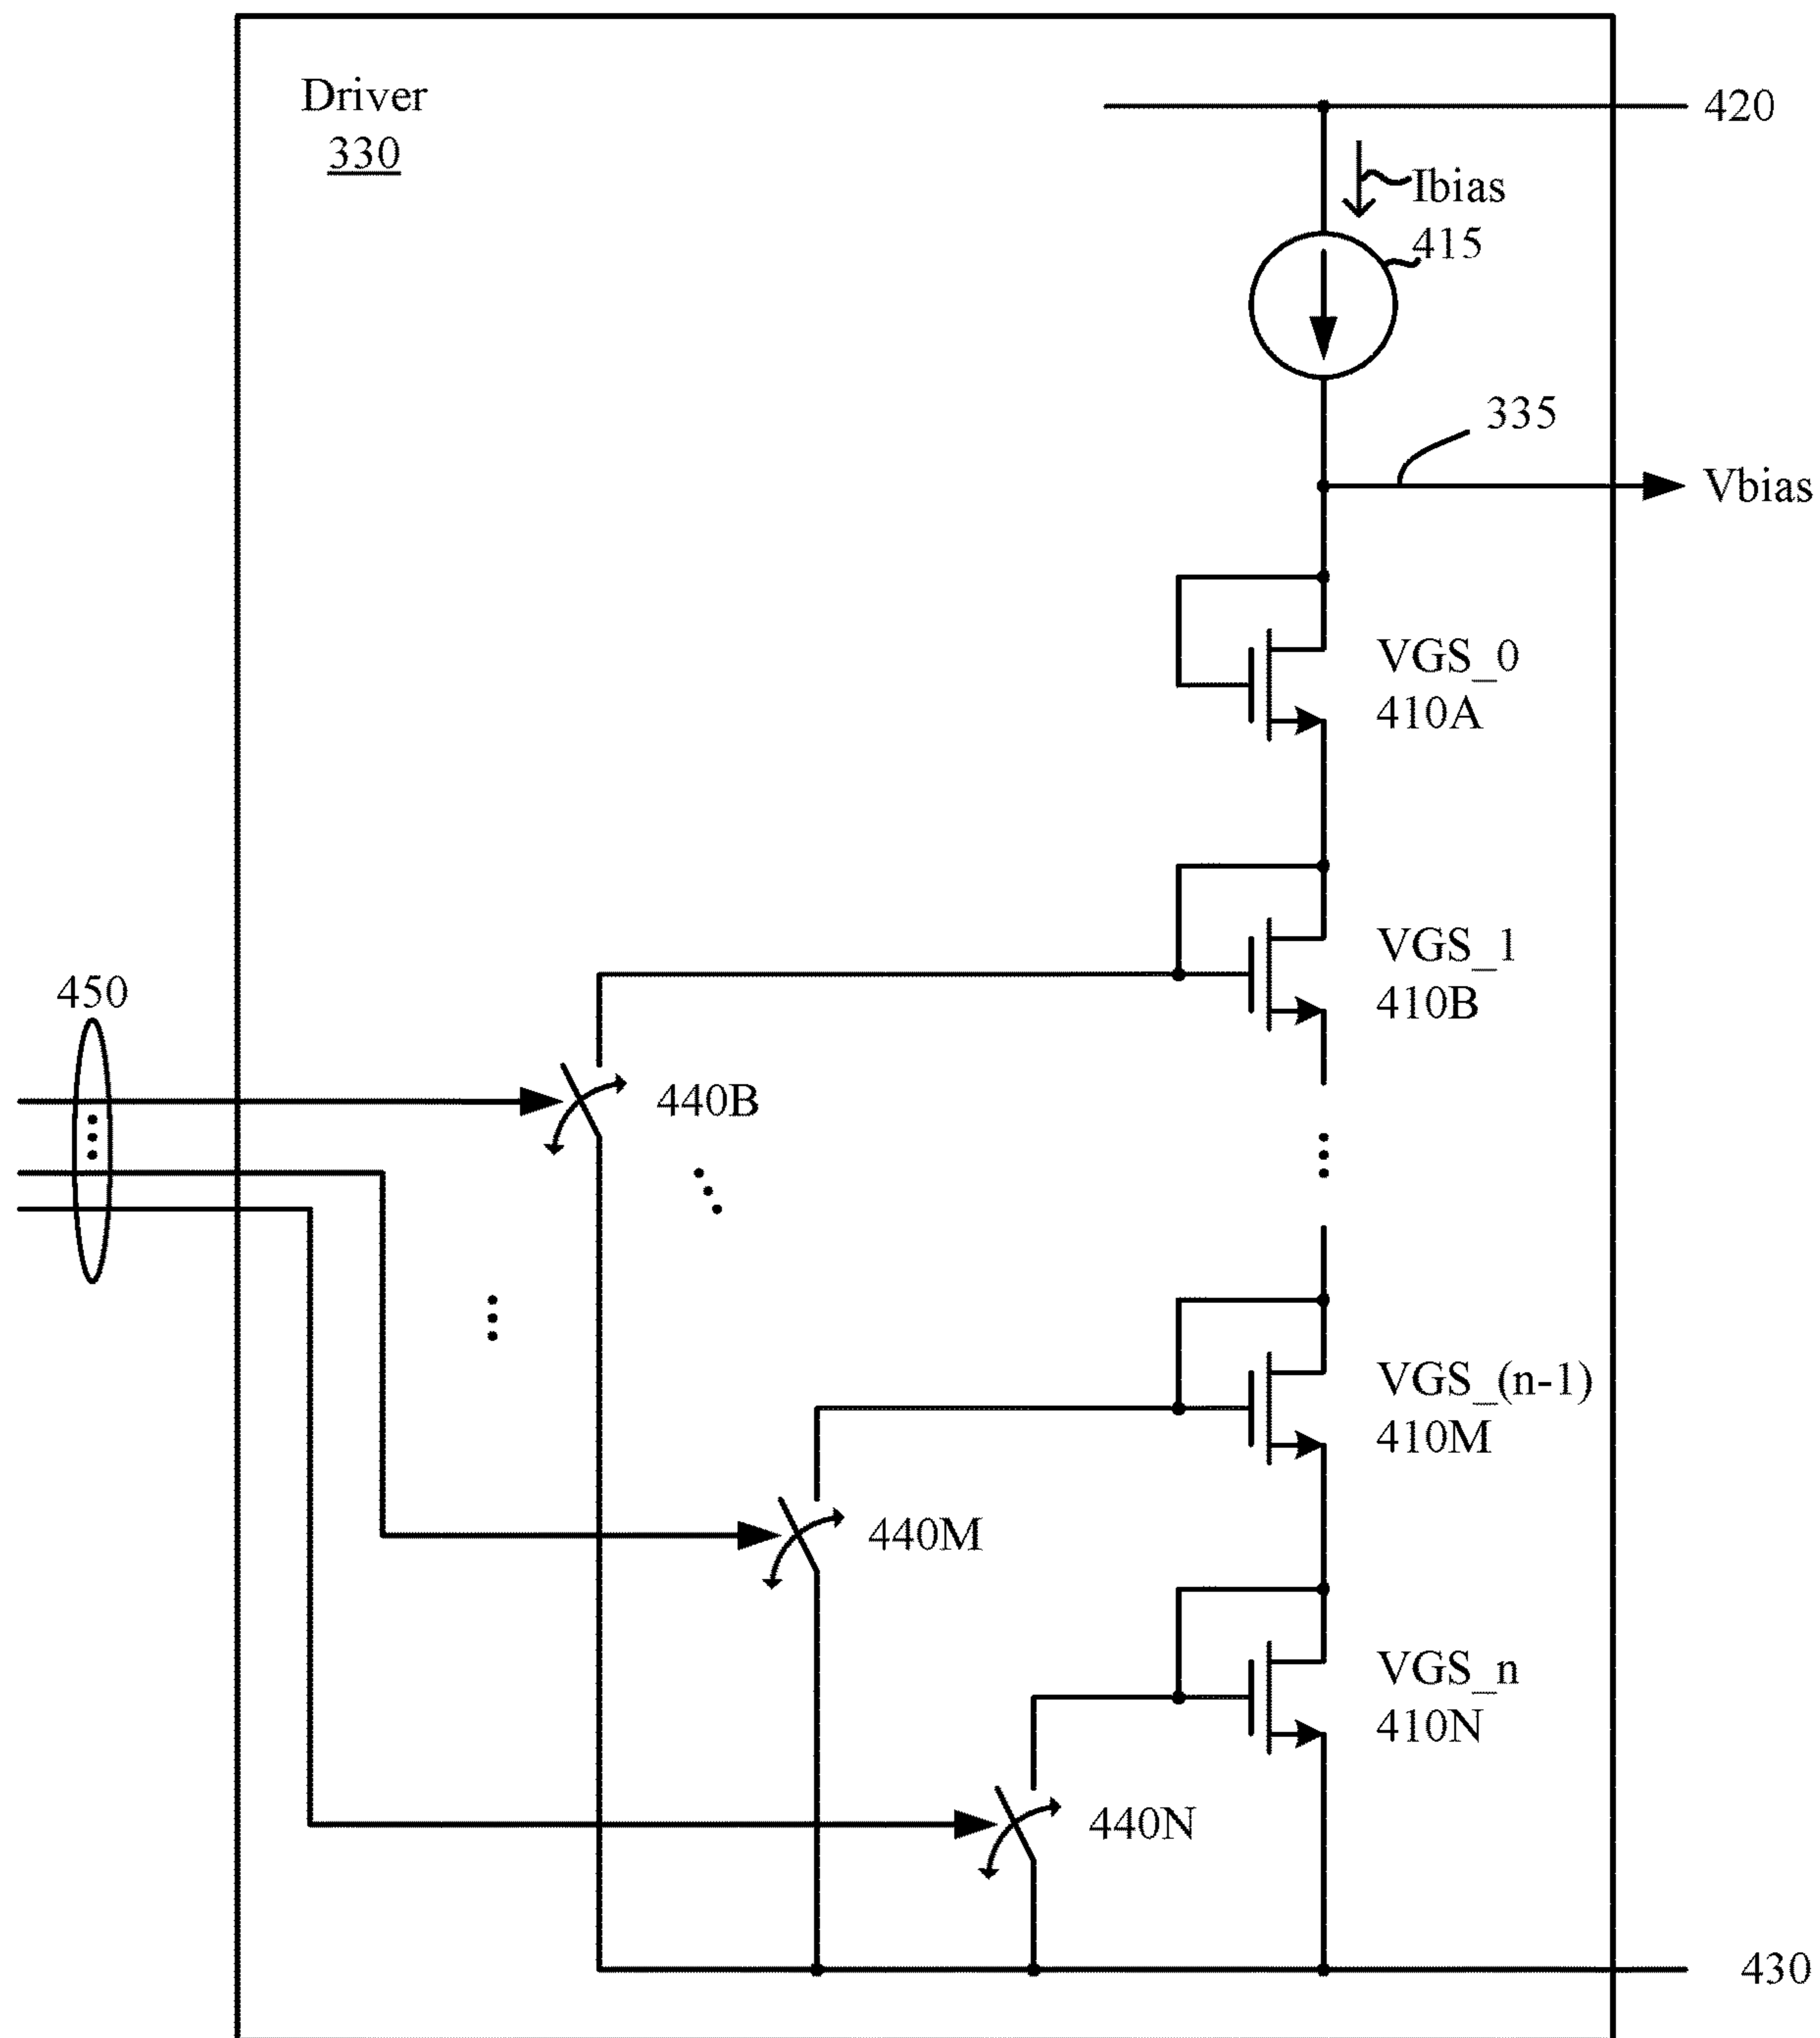 Driver
330
420
Ibias
415
335
Vbias
VGS_0
410A
VGS_1
410B
450
440B
VGS_(n-1)
410M
440M
VGS_n
410N
440N
430